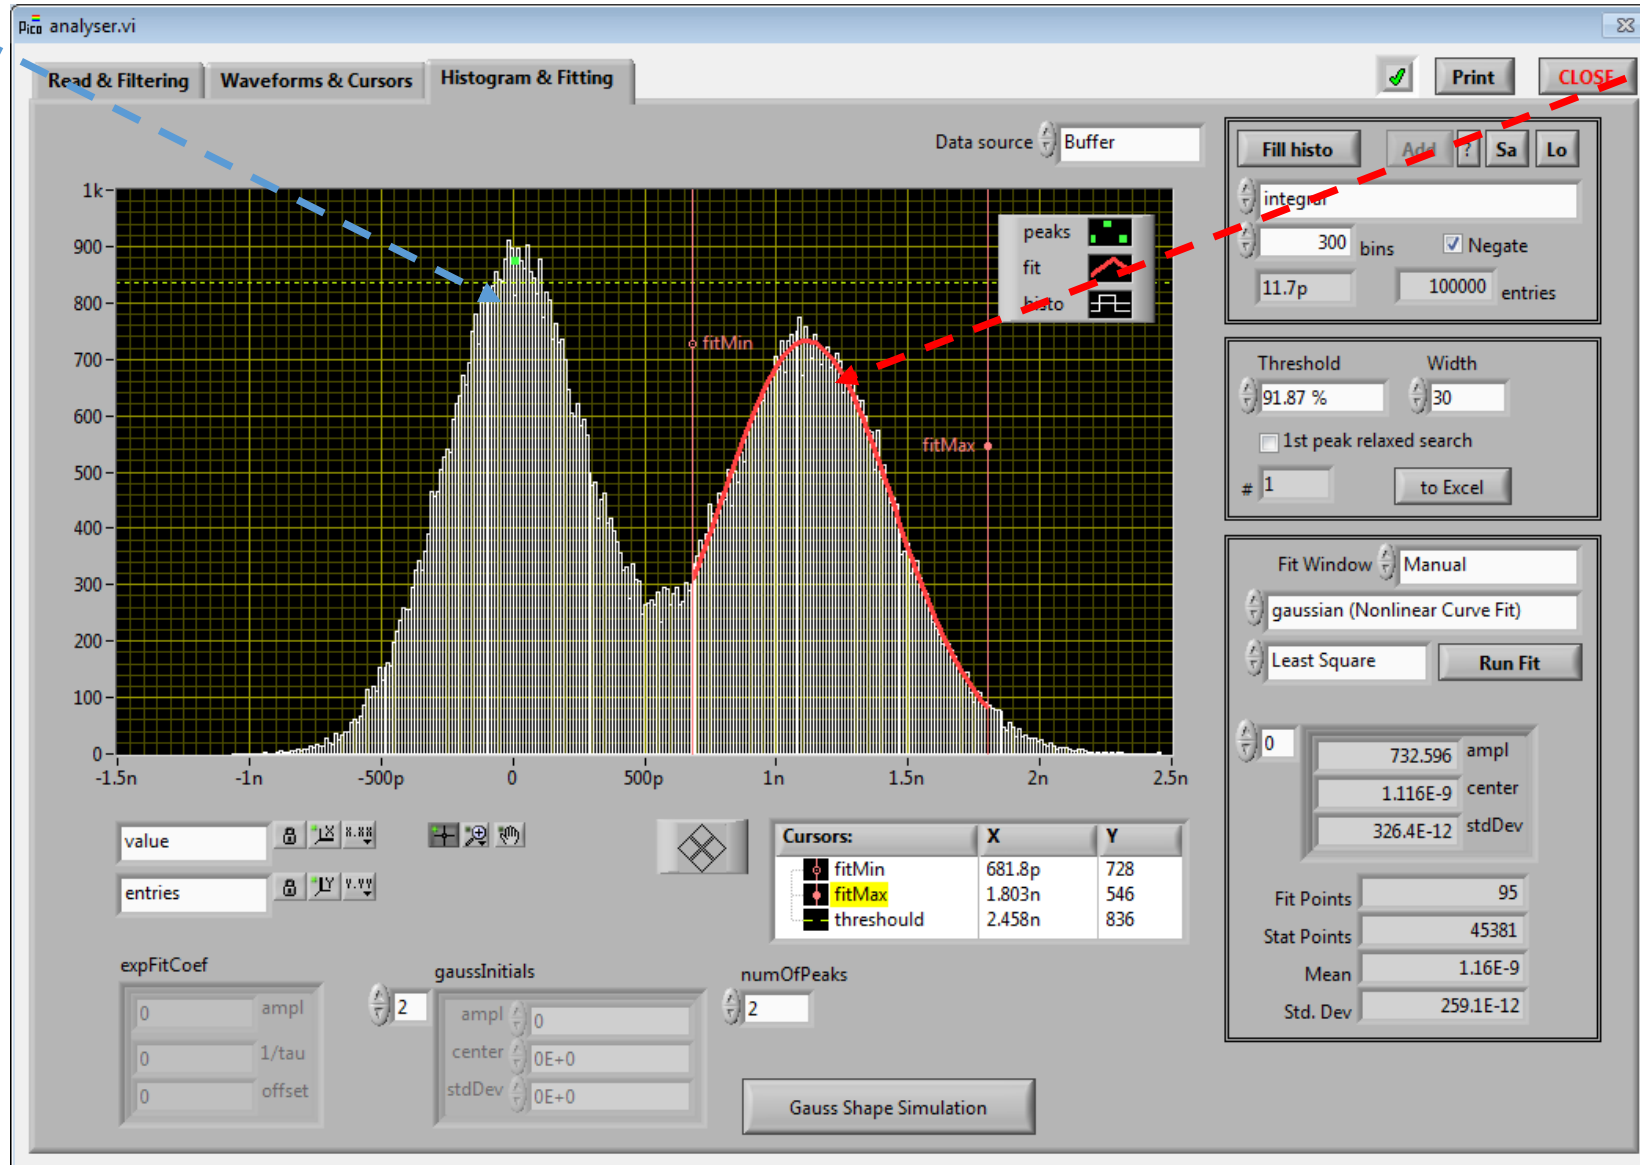 Pico analyser.vi
Read & Filtering Waveforms & Cursors Histogram & Fitting
Print CLOSE
Data source Buffer
1k
900
800
700
600
500
400
300
200
100
0
-1.5n -1n -500p 0 500p 1n 1.5n 2n 2.5n
peaks
fit
histo
fitMin
fitMax
Fill histo Add ? Sa Lo
integral
300 bins Negate
11.7p 100000 entries
Threshold Width
91.87 % 30
1st peak relaxed search
# 1 to Excel
Fit Window Manual
gaussian (Nonlinear Curve Fit)
Least Square Run Fit
0
732.596 ampl
1.116E-9 center
326.4E-12 stdDev
Fit Points 95
Stat Points 45381
Mean 1.16E-9
Std. Dev 259.1E-12
value
entries
Cursors: X Y
fitMin 681.8p 728
fitMax 1.803n 546
threshould 2.458n 836
expFitCoef
0 ampl
0 1/tau
0 offset
gaussInitials
2
ampl 0
center 0E+0
stdDev 0E+0
numOfPeaks
2
Gauss Shape Simulation